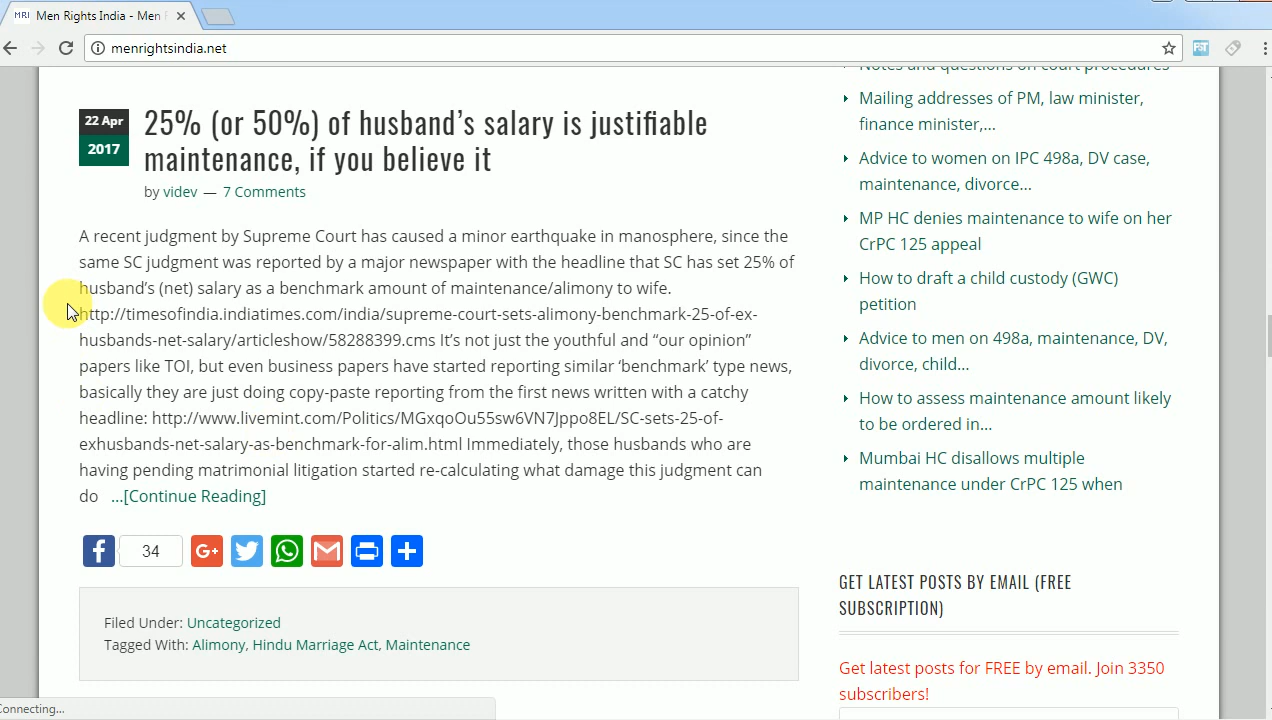 MRI Men Rights India - Men
menrightsindia.net
22 Apr
2017
25% (or 50%) of husband's salary is justifiable
maintenance, if you believe it
by videv — 7 Comments
A recent judgment by Supreme Court has caused a minor earthquake in manosphere, since the
same SC judgment was reported by a major newspaper with the headline that SC has set 25% of
husband's (net) salary as a benchmark amount of maintenance/alimony to wife.
http://timesofindia.indiatimes.com/india/supreme-court-sets-alimony-benchmark-25-of-ex-
husbands-net-salary/articleshow/58288399.cms It's not just the youthful and “our opinion”
papers like TOI, but even business papers have started reporting similar ‘benchmark’ type news,
basically they are just doing copy-paste reporting from the first news written with a catchy
headline: http://www.livemint.com/Politics/MGxqoOu55sw6VN7Jppo8EL/SC-sets-25-of-
exhusbands-net-salary-as-benchmark-for-alim.html Immediately, those husbands who are
having pending matrimonial litigation started re-calculating what damage this judgment can
do ...[Continue Reading]
34
G+
Filed Under: Uncategorized
Tagged With: Alimony, Hindu Marriage Act, Maintenance
Notes and questions on court procedures
Mailing addresses of PM, law minister,
finance minister,...
Advice to women on IPC 498a, DV case,
maintenance, divorce...
MP HC denies maintenance to wife on her
CrPC 125 appeal
How to draft a child custody (GWC)
petition
Advice to men on 498a, maintenance, DV,
divorce, child...
How to assess maintenance amount likely
to be ordered in...
Mumbai HC disallows multiple
maintenance under CrPC 125 when
GET LATEST POSTS BY EMAIL (FREE
SUBSCRIPTION)
Get latest posts for FREE by email. Join 3350
subscribers!
Connecting...